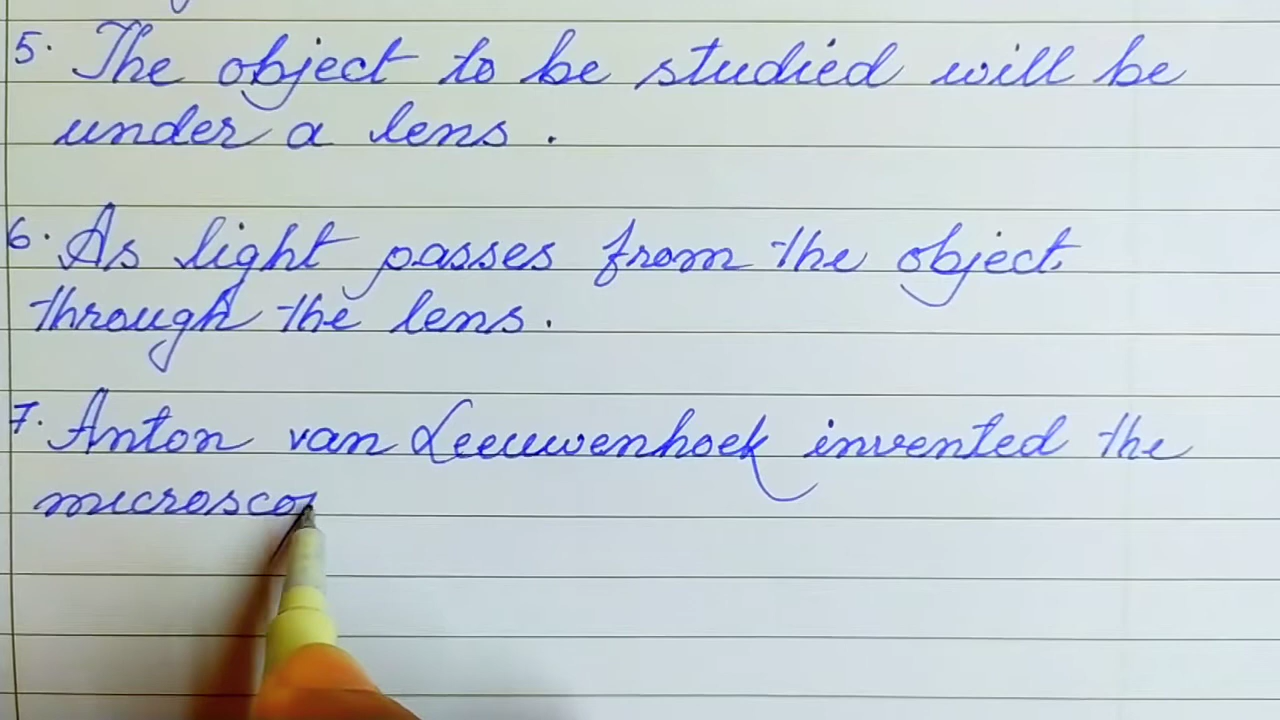 5. The object to be studied will be
under a lens.
6. As light passes from the object
through the lens.
7. Anton van Leeuwenhoek invented the
microsco